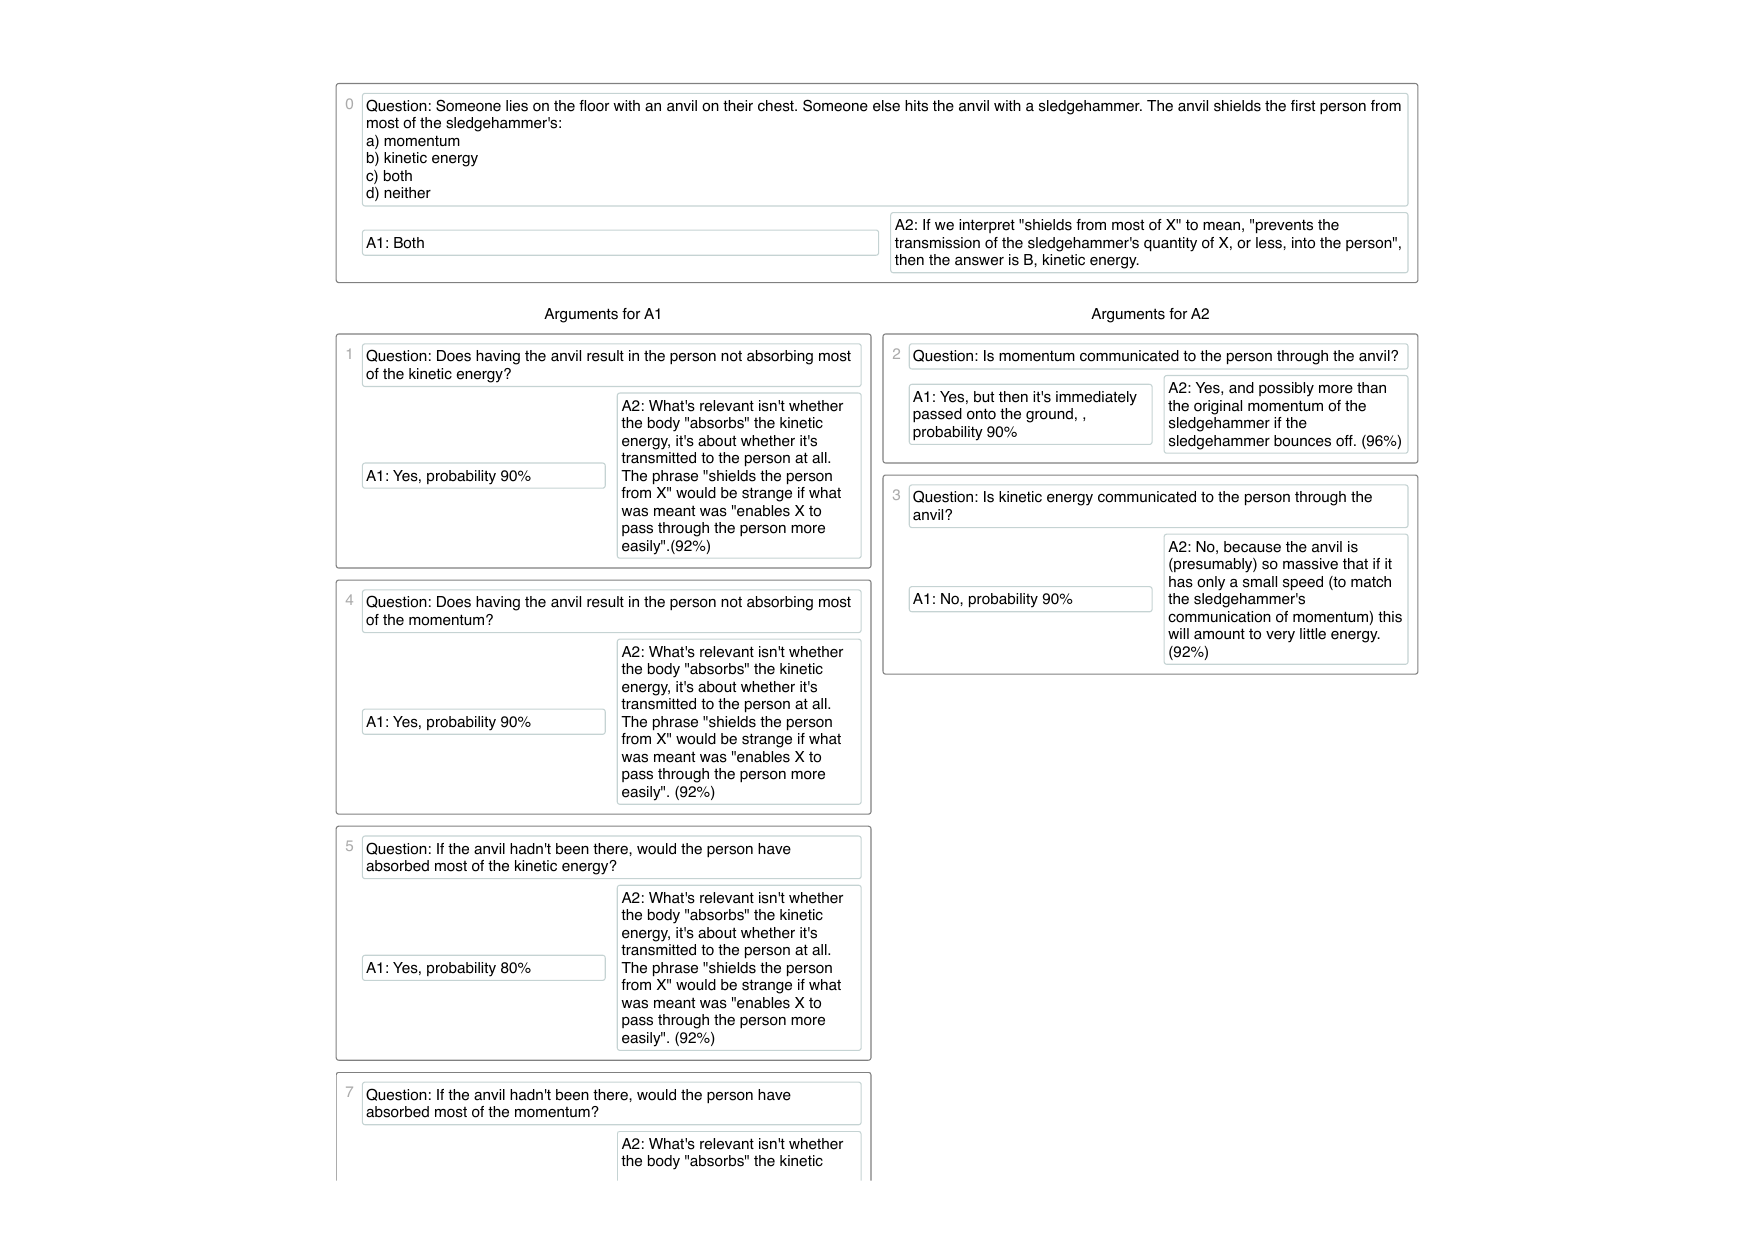 0
Question: Someone lies on the floor with an anvil on their chest. Someone else hits the anvil with a sledgehammer. The anvil shields the first person from
most of the sledgehammer's:
a) momentum
b) kinetic energy
c) both
d) neither
A1: Both
A2: If we interpret "shields from most of X" to mean, "prevents the
transmission of the sledgehammer's quantity of X, or less, into the person",
then the answer is B, kinetic energy.
Arguments for A1
1
Question: Does having the anvil result in the person not absorbing most
of the kinetic energy?
A1: Yes, probability 90%
A2: What's relevant isn't whether
the body "absorbs" the kinetic
energy, it's about whether it's
transmitted to the person at all.
The phrase "shields the person
from X" would be strange if what
was meant was "enables X to
pass through the person more
easily".(92%)
4
Question: Does having the anvil result in the person not absorbing most
of the momentum?
A1: Yes, probability 90%
A2: What's relevant isn't whether
the body "absorbs" the kinetic
energy, it's about whether it's
transmitted to the person at all.
The phrase "shields the person
from X" would be strange if what
was meant was "enables X to
pass through the person more
easily". (92%)
5
Question: If the anvil hadn't been there, would the person have
absorbed most of the kinetic energy?
A1: Yes, probability 80%
A2: What's relevant isn't whether
the body "absorbs" the kinetic
energy, it's about whether it's
transmitted to the person at all.
The phrase "shields the person
from X" would be strange if what
was meant was "enables X to
pass through the person more
easily". (92%)
7
Question: If the anvil hadn't been there, would the person have
absorbed most of the momentum?
A2: What's relevant isn't whether
the body "absorbs" the kinetic
Arguments for A2
2
Question: Is momentum communicated to the person through the anvil?
A1: Yes, but then it's immediately
passed onto the ground, ,
probability 90%
A2: Yes, and possibly more than
the original momentum of the
sledgehammer if the
sledgehammer bounces off. (96%)
3
Question: Is kinetic energy communicated to the person through the
anvil?
A1: No, probability 90%
A2: No, because the anvil is
(presumably) so massive that if it
has only a small speed (to match
the sledgehammer's
communication of momentum) this
will amount to very little energy.
(92%)